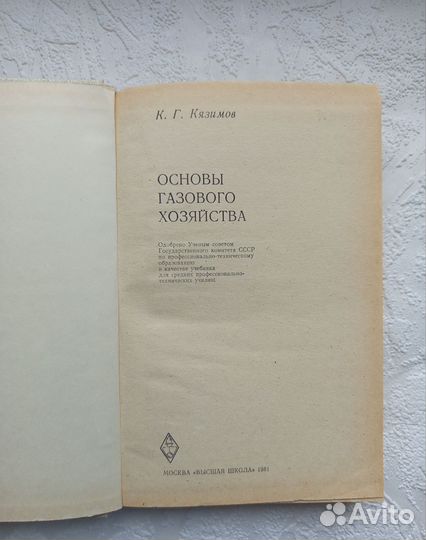 К. Г. Кязимов
ОСНОВЫ
ГАЗОВОГО
ХОЗЯЙСТВА
Одобрено Ученым советом
Государственного комитета СССР
по профессионально-техническому
образованию
в качестве учебника
для средних профессионально-
технических училищ
МОСКВА «ВЫСШАЯ ШКОЛА» 1981
Avito